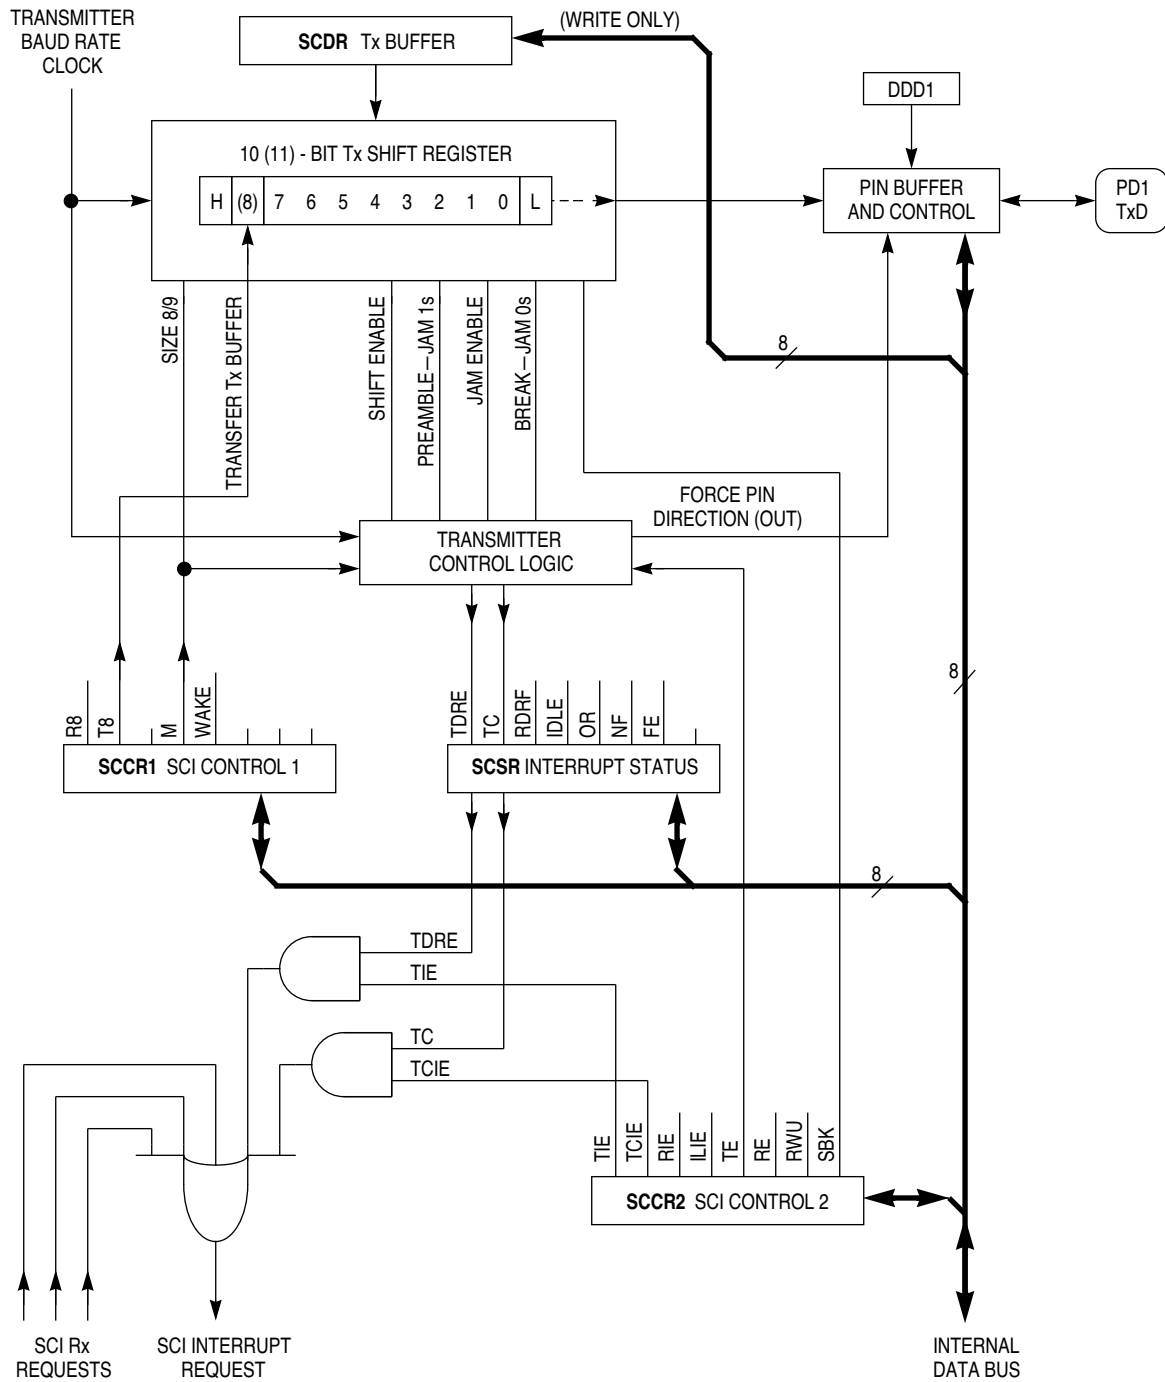 TRANSMITTER
BAUD RATE
CLOCK
SCDR Tx BUFFER
(WRITE ONLY)
DDD1
10 (11) - BIT Tx SHIFT REGISTER
H (8) 7 6 5 4 3 2 1 0 L
PIN BUFFER
AND CONTROL
PD1
TxD
SIZE 8/9
TRANSFER Tx BUFFER
SHIFT ENABLE
PREAMBLE—JAM 1s
JAM ENABLE
BREAK—JAM 0s
8
FORCE PIN
DIRECTION (OUT)
TRANSMITTER
CONTROL LOGIC
8
R8
T8
M
WAKE
TDRE
TC
RDRF
IDLE
OR
NF
FE
SCCR1 SCI CONTROL 1
SCSR INTERRUPT STATUS
8
TDRE
TIE
TC
TCIE
TIE
TCIE
RIE
ILIE
TE
RE
RWU
SBK
SCCR2 SCI CONTROL 2
SCI Rx
REQUESTS
SCI INTERRUPT
REQUEST
INTERNAL
DATA BUS